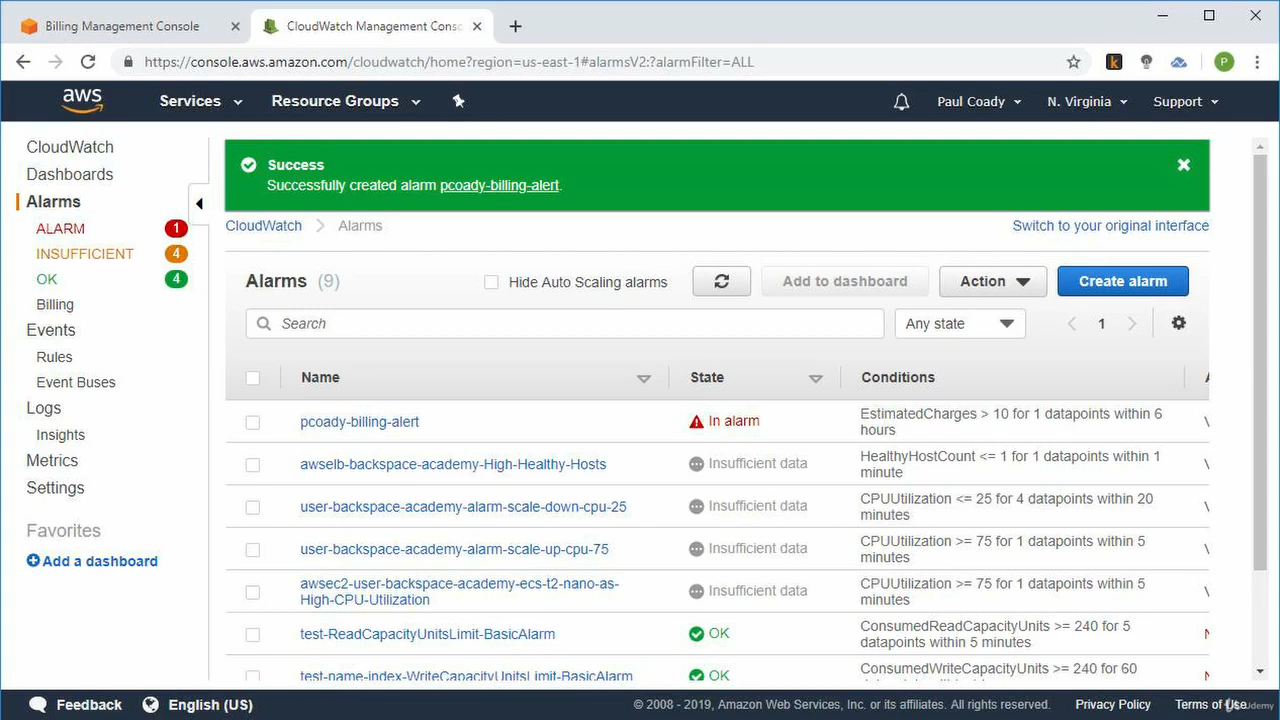 Billing Management Console
CloudWatch Management Conso
https://console.aws.amazon.com/cloudwatch/home?region=us-east-1#alarmsV2:?alarmFilter=ALL
k
P
aws
Services
Resource Groups
Paul Coady
N. Virginia
Support
CloudWatch
Dashboards
Alarms
ALARM 1
INSUFFICIENT 4
OK 4
Billing
Events
Rules
Event Buses
Logs
Insights
Metrics
Settings
Favorites
Add a dashboard
Success
Successfully created alarm pcoady-billing-alert.
CloudWatch
Alarms
Switch to your original interface
Alarms (9)
Hide Auto Scaling alarms
Add to dashboard
Action
Create alarm
Search
Any state
1
Name
State
Conditions
pcoady-billing-alert
In alarm
EstimatedCharges > 10 for 1 datapoints within 6
hours
awselb-backspace-academy-High-Healthy-Hosts
Insufficient data
HealthyHostCount <= 1 for 1 datapoints within 1
minute
user-backspace-academy-alarm-scale-down-cpu-25
Insufficient data
CPUUtilization <= 25 for 4 datapoints within 20
minutes
user-backspace-academy-alarm-scale-up-cpu-75
Insufficient data
CPUUtilization >= 75 for 1 datapoints within 5
minutes
awsec2-user-backspace-academy-ecs-t2-nano-as-
High-CPU-Utilization
Insufficient data
CPUUtilization >= 75 for 1 datapoints within 5
minutes
test-ReadCapacityUnitsLimit-BasicAlarm
OK
ConsumedReadCapacityUnits >= 240 for 5
datapoints within 5 minutes
test-name-index-WriteCapacityUnitsLimit-BasicAlarm
OK
ConsumedWriteCapacityUnits >= 240 for 60
Feedback
English (US)
© 2008 - 2019, Amazon Web Services, Inc. or its affiliates. All rights reserved.
Privacy Policy
Terms of Use
Udemy